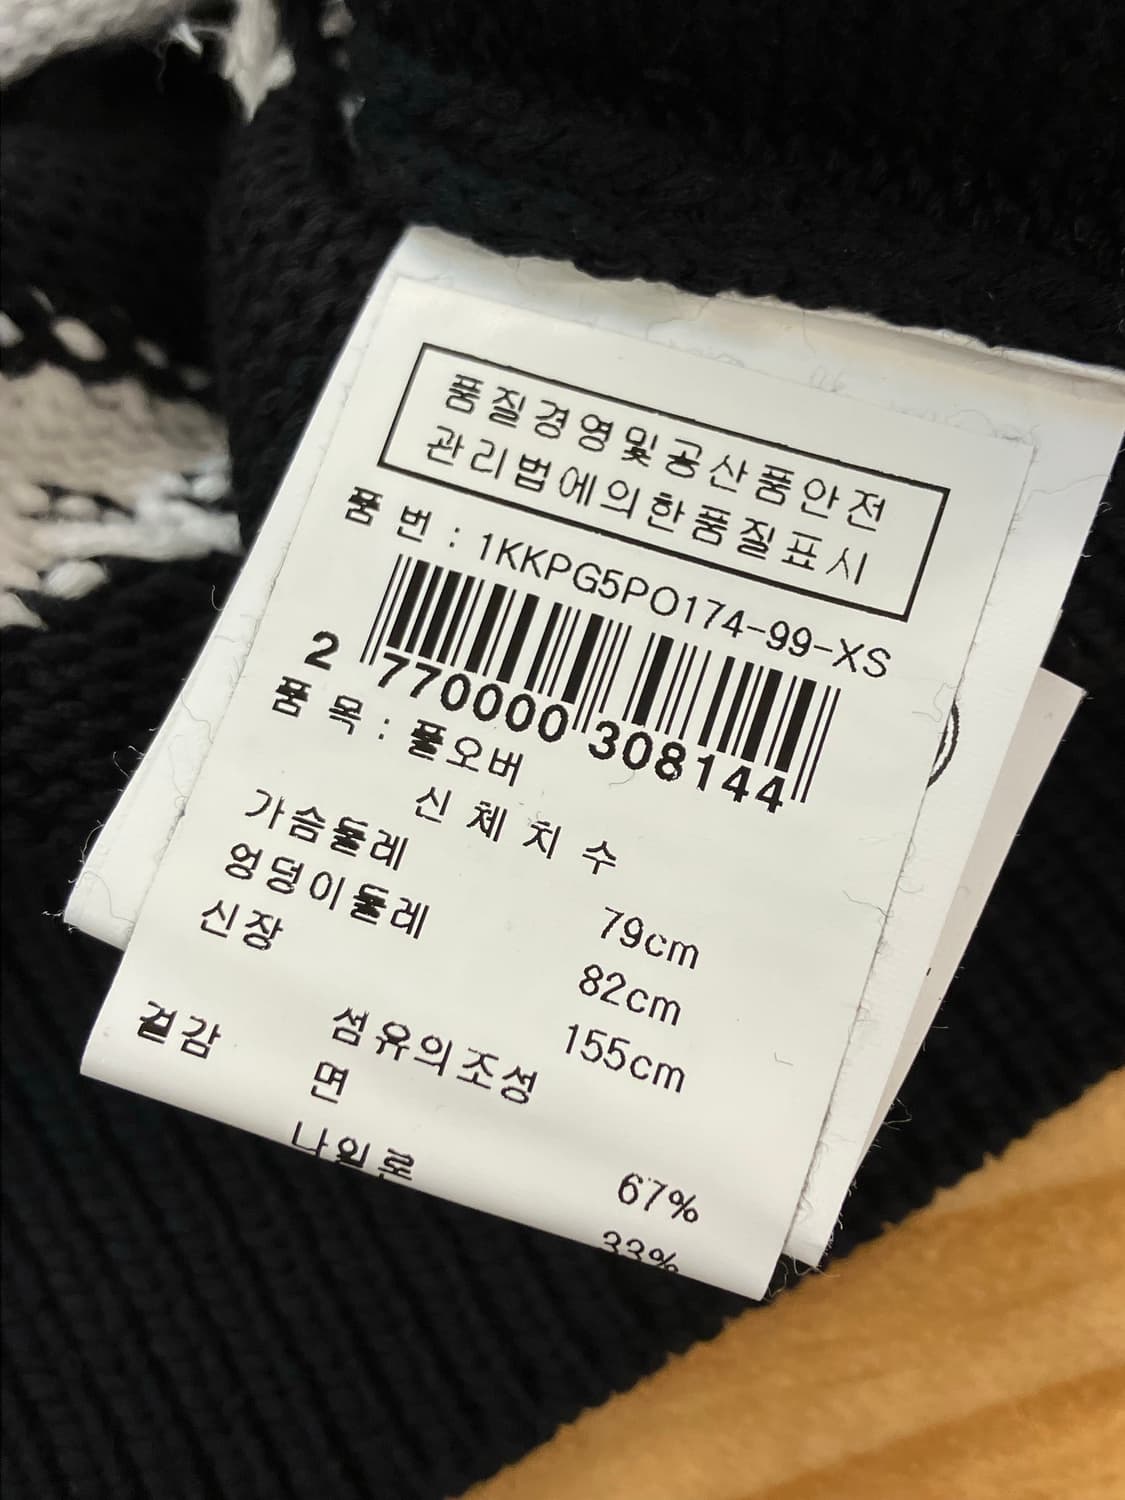 품질경영및공산품안전
관리법에의한품질표시
품 번 : 1KKPG5PO174-99-XS
2 770000 308144
품 목 : 풀오버
신 체 치 수
가슴둘레 79cm
엉덩이둘레 82cm
신장 155cm
섬유의조성
겉감 면 67%
33%